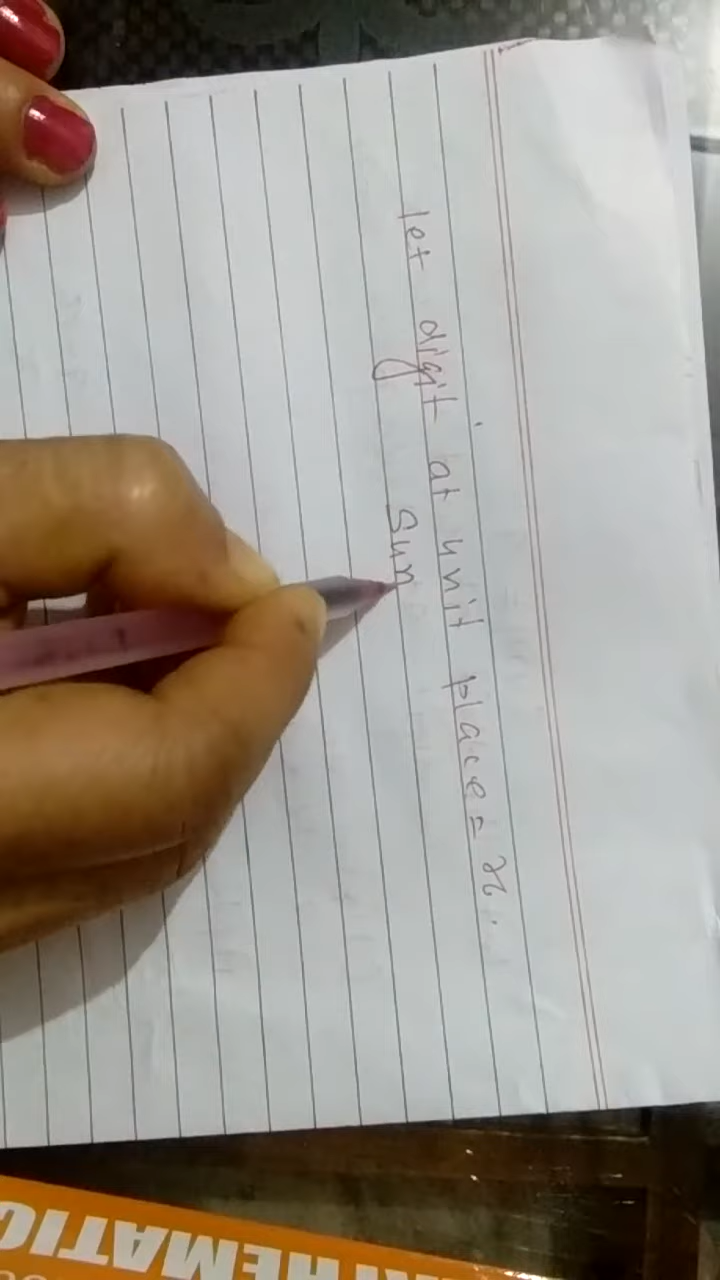 let digit at unit place = x.
Sum